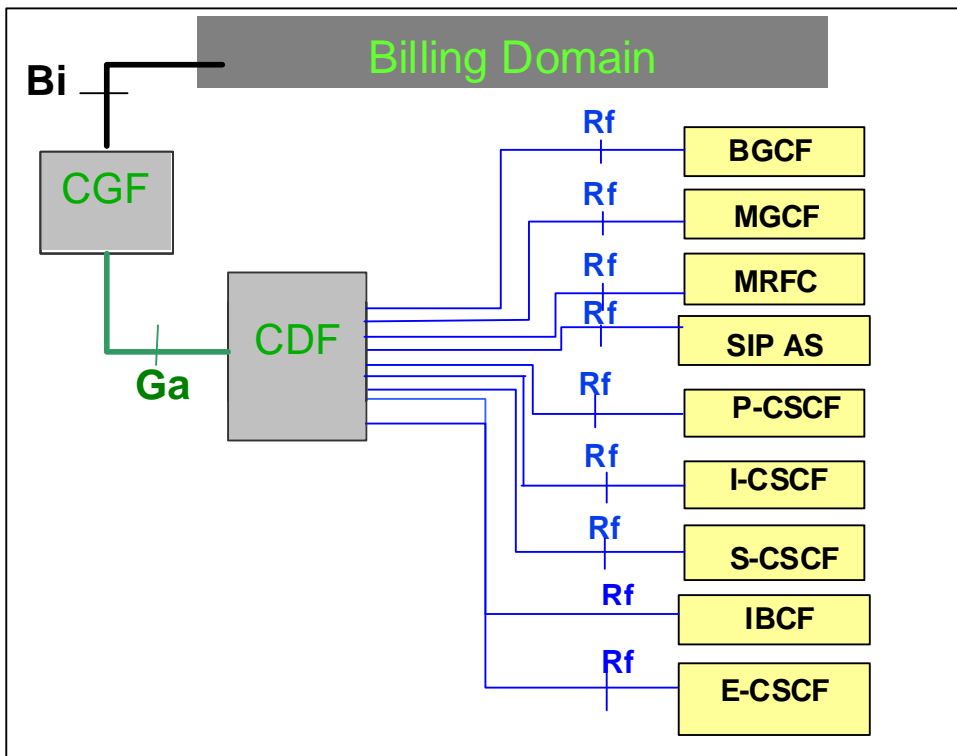 Billing Domain
Bi
CGF
Ga
CDF
Rf
BGCF
Rf
MGCF
Rf
MRFC
Rf
SIP AS
Rf
P-CSCF
Rf
I-CSCF
Rf
S-CSCF
Rf
IBCF
Rf
E-CSCF